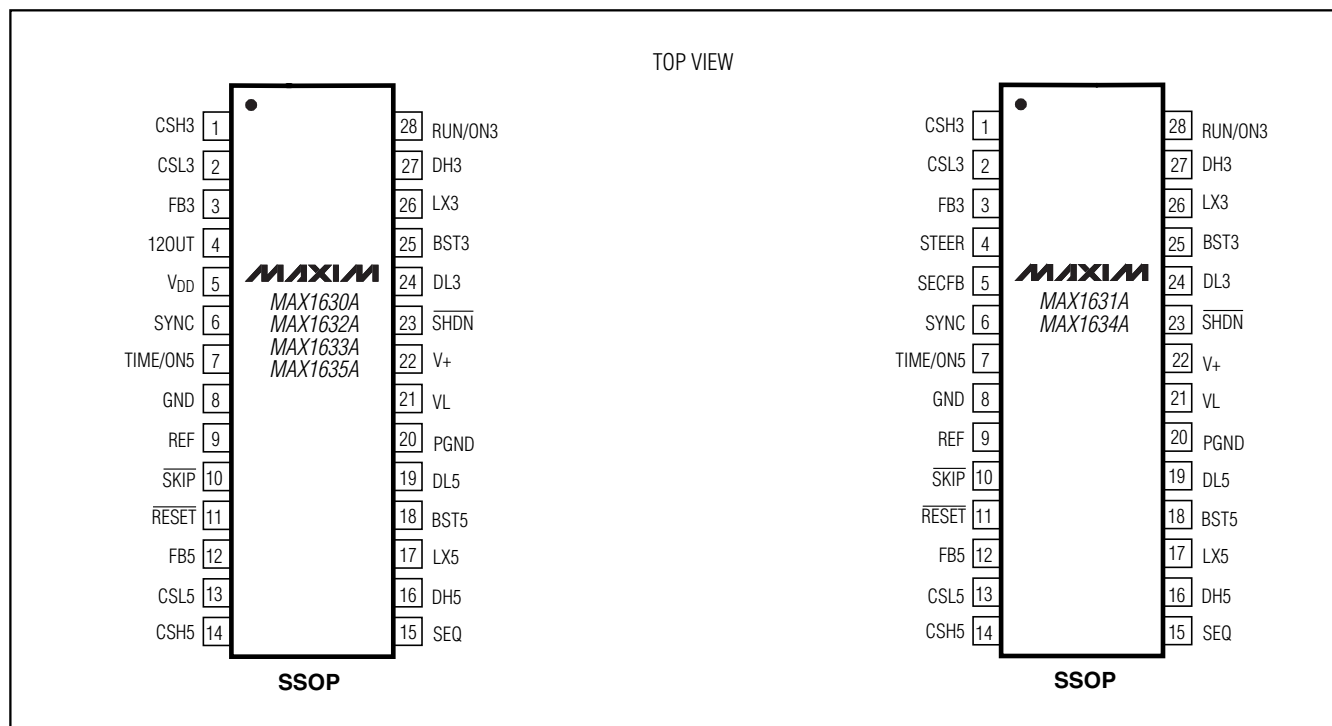 TOP VIEW
CSH3 1
CSL3 2
FB3 3
12OUT 4
VDD 5
SYNC 6
TIME/ON5 7
GND 8
REF 9
SKIP 10
RESET 11
FB5 12
CSL5 13
CSH5 14
MAXIM
MAX1630A
MAX1632A
MAX1633A
MAX1635A
28 RUN/ON3
27 DH3
26 LX3
25 BST3
24 DL3
23 SHDN
22 V+
21 VL
20 PGND
19 DL5
18 BST5
17 LX5
16 DH5
15 SEQ
SSOP
CSH3 1
CSL3 2
FB3 3
STEER 4
SECFB 5
SYNC 6
TIME/ON5 7
GND 8
REF 9
SKIP 10
RESET 11
FB5 12
CSL5 13
CSH5 14
MAXIM
MAX1631A
MAX1634A
28 RUN/ON3
27 DH3
26 LX3
25 BST3
24 DL3
23 SHDN
22 V+
21 VL
20 PGND
19 DL5
18 BST5
17 LX5
16 DH5
15 SEQ
SSOP